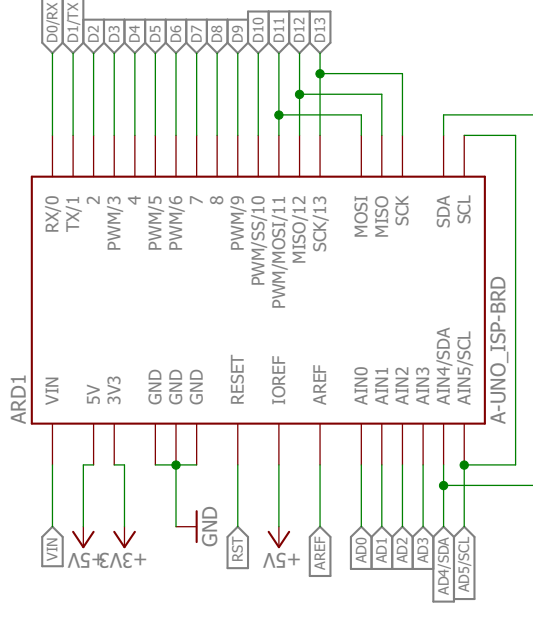 D0/RX
D1/TX
D2
D3
D4
D5
D6
D7
D8
D9
D10
D11
D12
D13
RX/0
TX/1
2
PWM/3
4
PWM/5
PWM/6
7
8
PWM/9
PWM/SS/10
PWM/MOSI/11
MISO/12
SCK/13
MOSI
MISO
SCK
SDA
SCL
ARD1
VIN
5V
3V3
GND
GND
GND
RESET
IOREF
AREF
AIN0
AIN1
AIN2
AIN3
AIN4/SDA
AIN5/SCL
A-UNO_ISP-BRD
VIN
+5V
+3V3
GND
RST
+5V
AREF
AD0
AD1
AD2
AD3
AD4/SDA
AD5/SCL